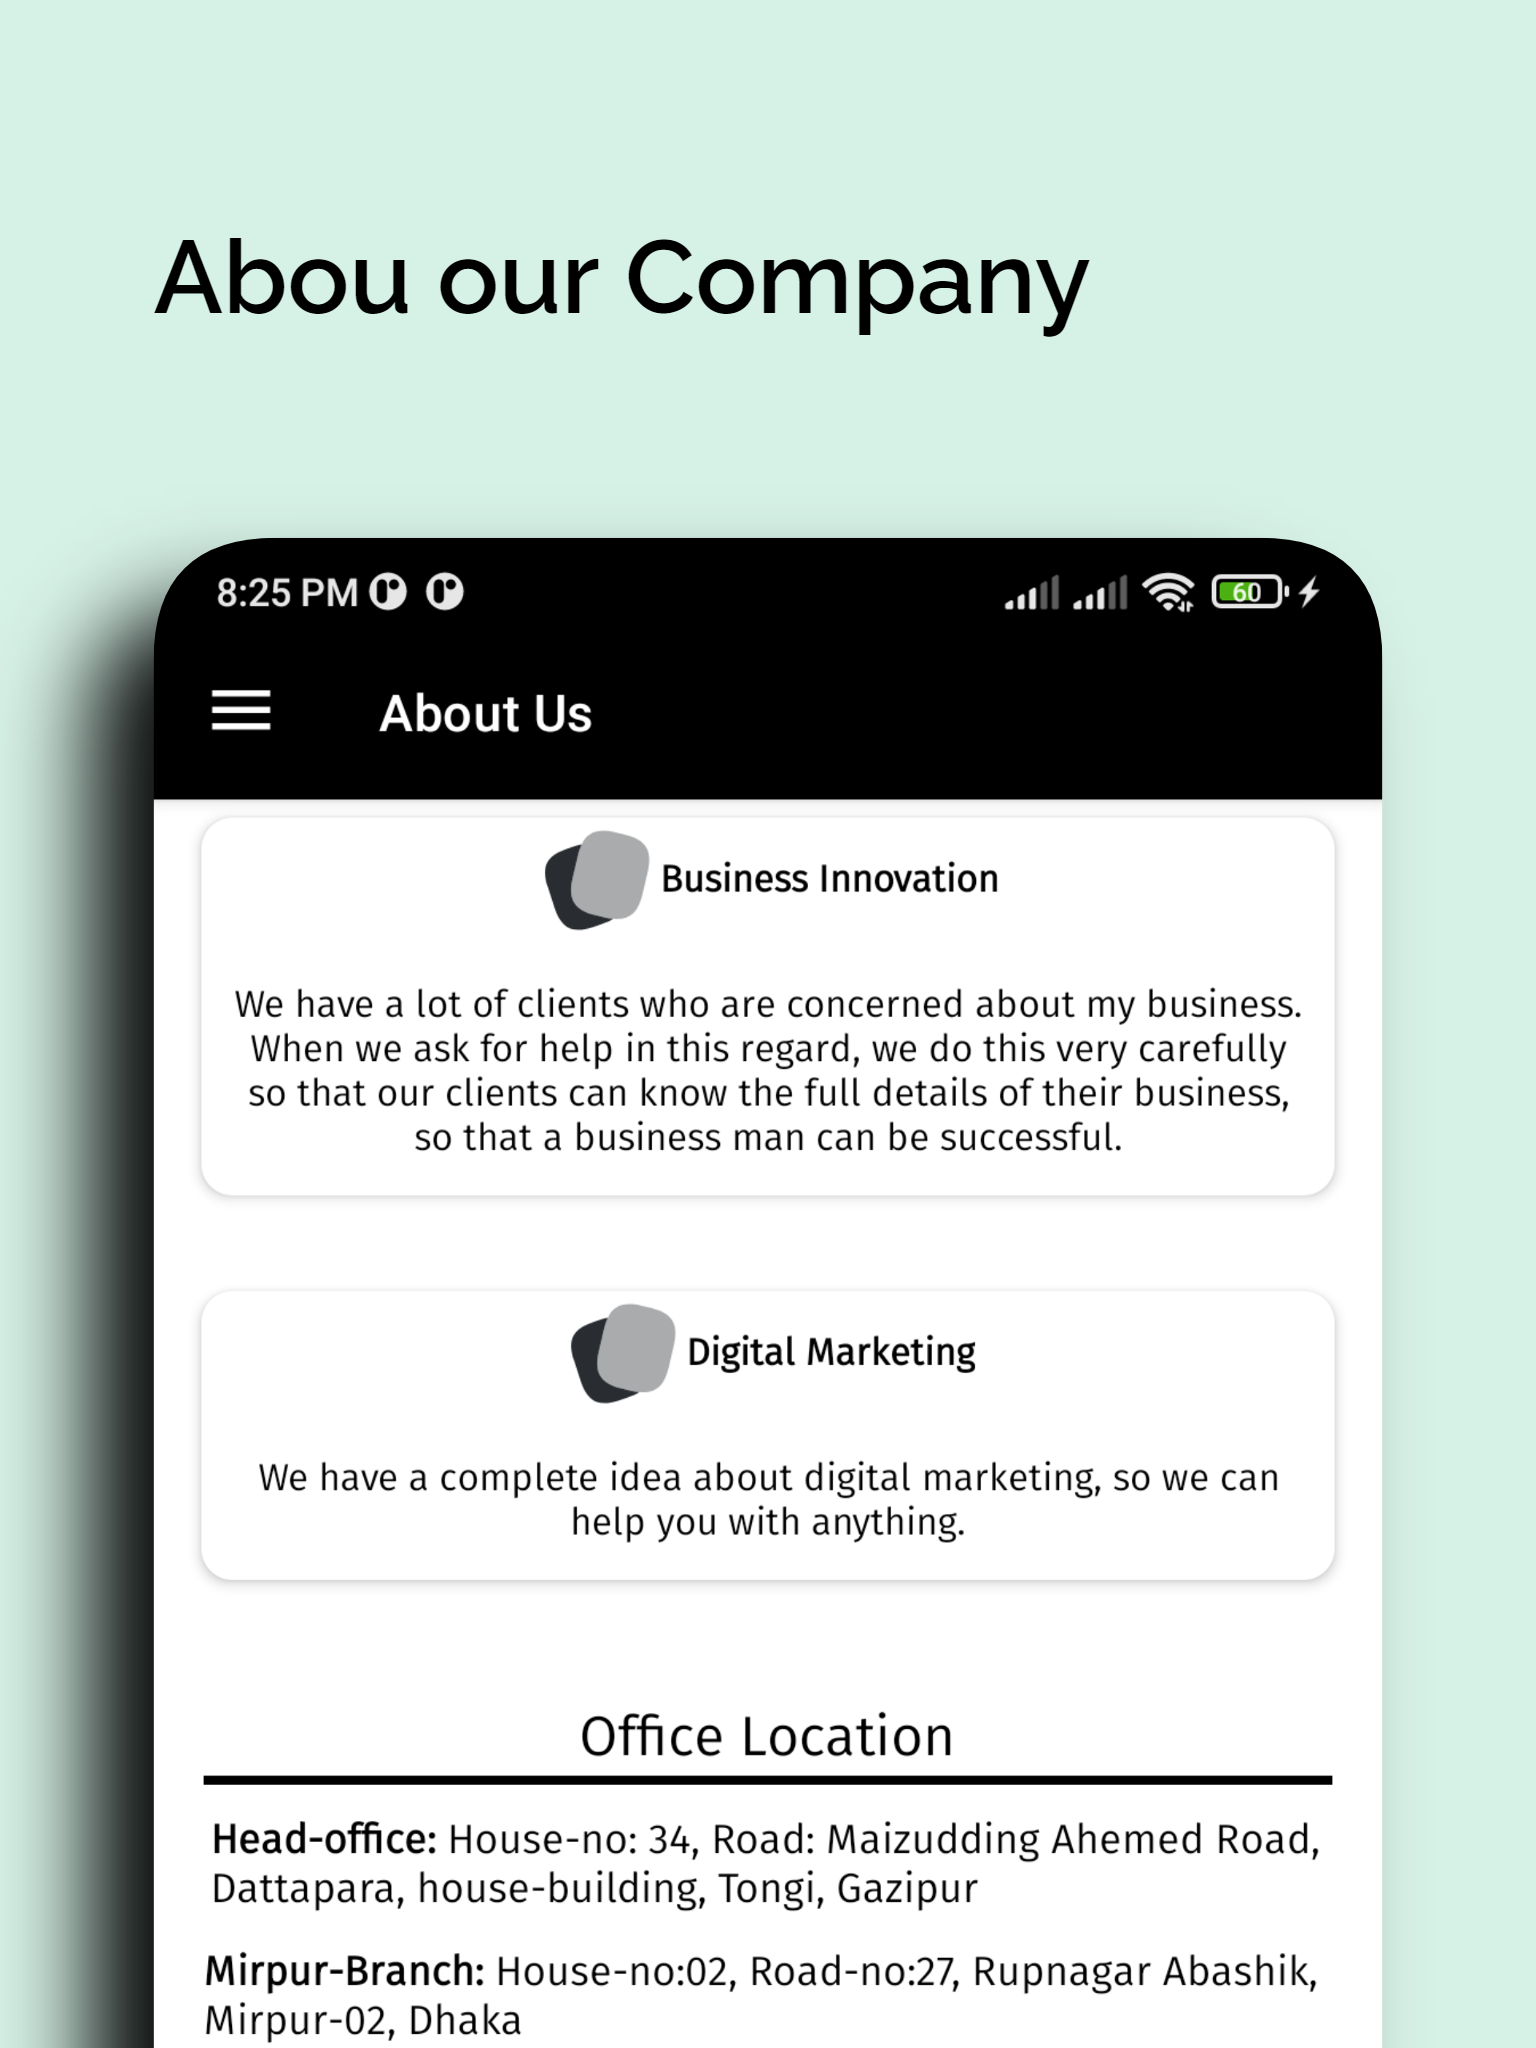 Abou our Company
8:25 PM
60
About Us
Business Innovation
We have a lot of clients who are concerned about my business.
When we ask for help in this regard, we do this very carefully
so that our clients can know the full details of their business,
so that a business man can be successful.
Digital Marketing
We have a complete idea about digital marketing, so we can
help you with anything.
Office Location
Head-office: House-no: 34, Road: Maizudding Ahemed Road,
Dattapara, house-building, Tongi, Gazipur
Mirpur-Branch: House-no:02, Road-no:27, Rupnagar Abashik,
Mirpur-02, Dhaka